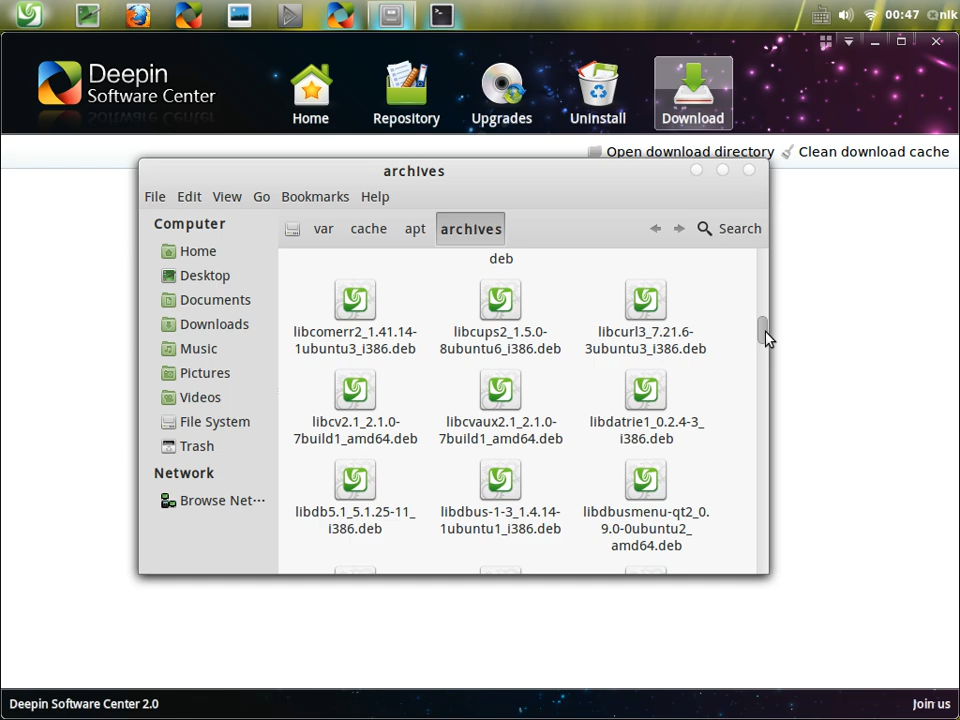 00:47 nik
Deepin
Software Center
Home
Repository
Upgrades
Uninstall
Download
Open download directory
Clean download cache
archives
File Edit View Go Bookmarks Help
Computer
Home
Desktop
Documents
Downloads
Music
Pictures
Videos
File System
Trash
Network
Browse Net···
var cache apt archives Search
deb
libcomerr2_1.41.14-
1ubuntu3_i386.deb
libcups2_1.5.0-
8ubuntu6_i386.deb
libcurl3_7.21.6-
3ubuntu3_i386.deb
libcv2.1_2.1.0-
7build1_amd64.deb
libcvaux2.1_2.1.0-
7build1_amd64.deb
libdatrie1_0.2.4-3_
i386.deb
libdb5.1_5.1.25-11_
i386.deb
libdbus-1-3_1.4.14-
1ubuntu1_i386.deb
libdbusmenu-qt2_0.
9.0-0ubuntu2_
amd64.deb
Deepin Software Center 2.0
Join us